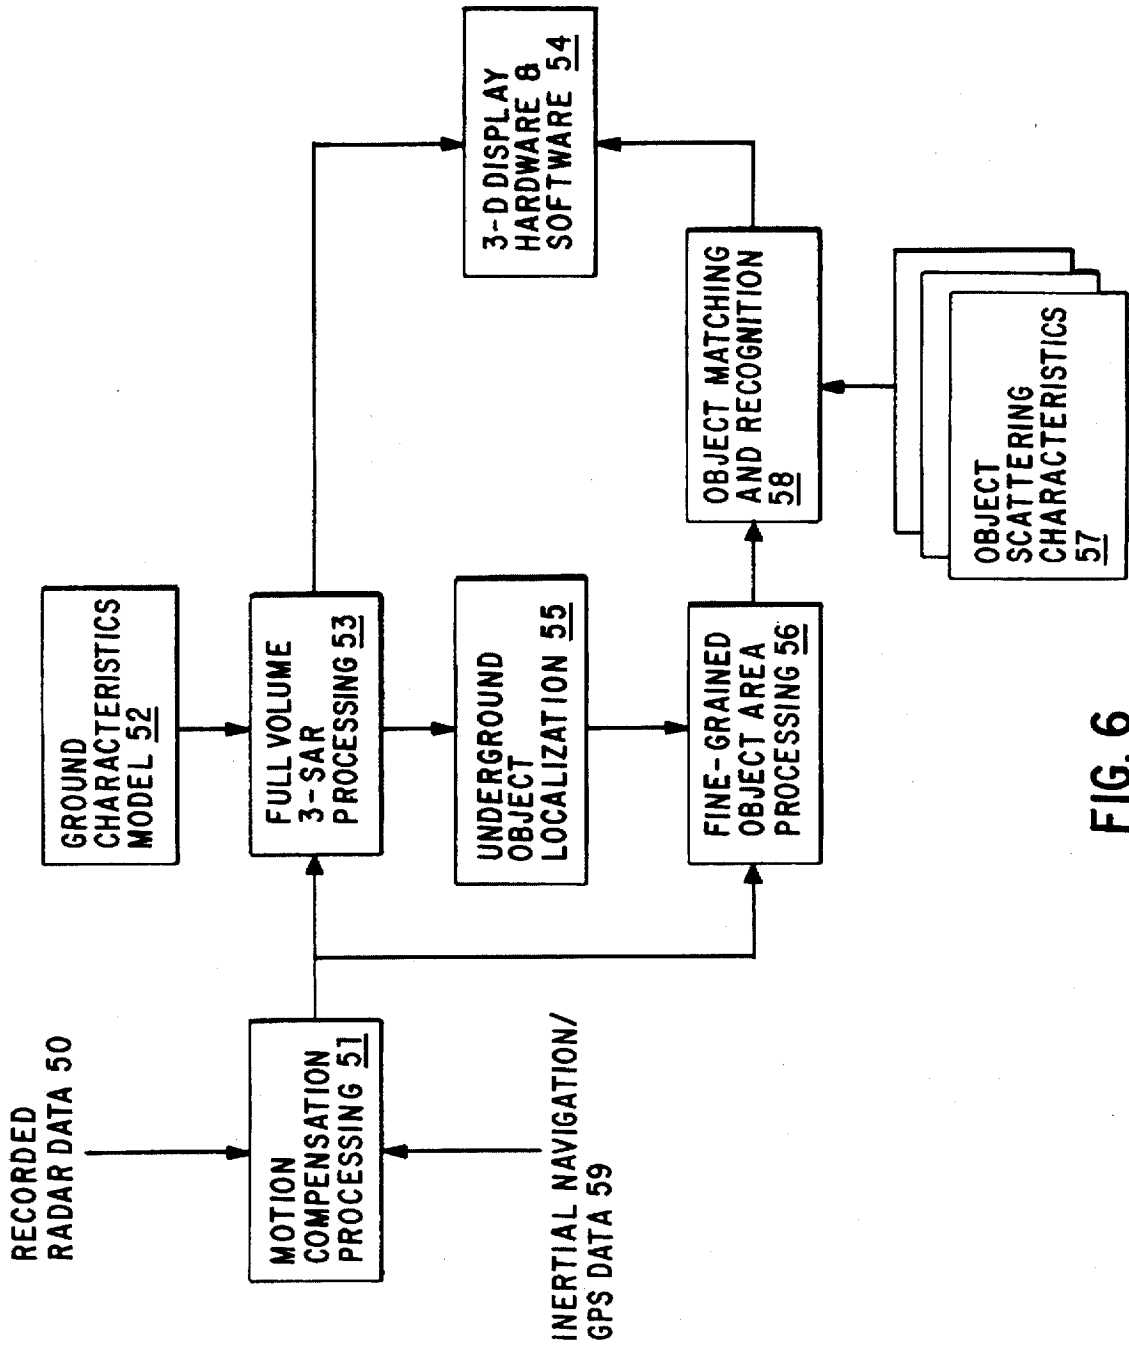 RECORDED
RADAR DATA 50
MOTION
COMPENSATION
PROCESSING 51
INERTIAL NAVIGATION/
GPS DATA 59
GROUND
CHARACTERISTICS
MODEL 52
FULL VOLUME
3-SAR
PROCESSING 53
UNDERGROUND
OBJECT
LOCALIZATION 55
FINE-GRAINED
OBJECT AREA
PROCESSING 56
3-D DISPLAY
HARDWARE &
SOFTWARE 54
OBJECT MATCHING
AND RECOGNITION
58
OBJECT
SCATTERING
CHARACTERISTICS
57
FIG. 6